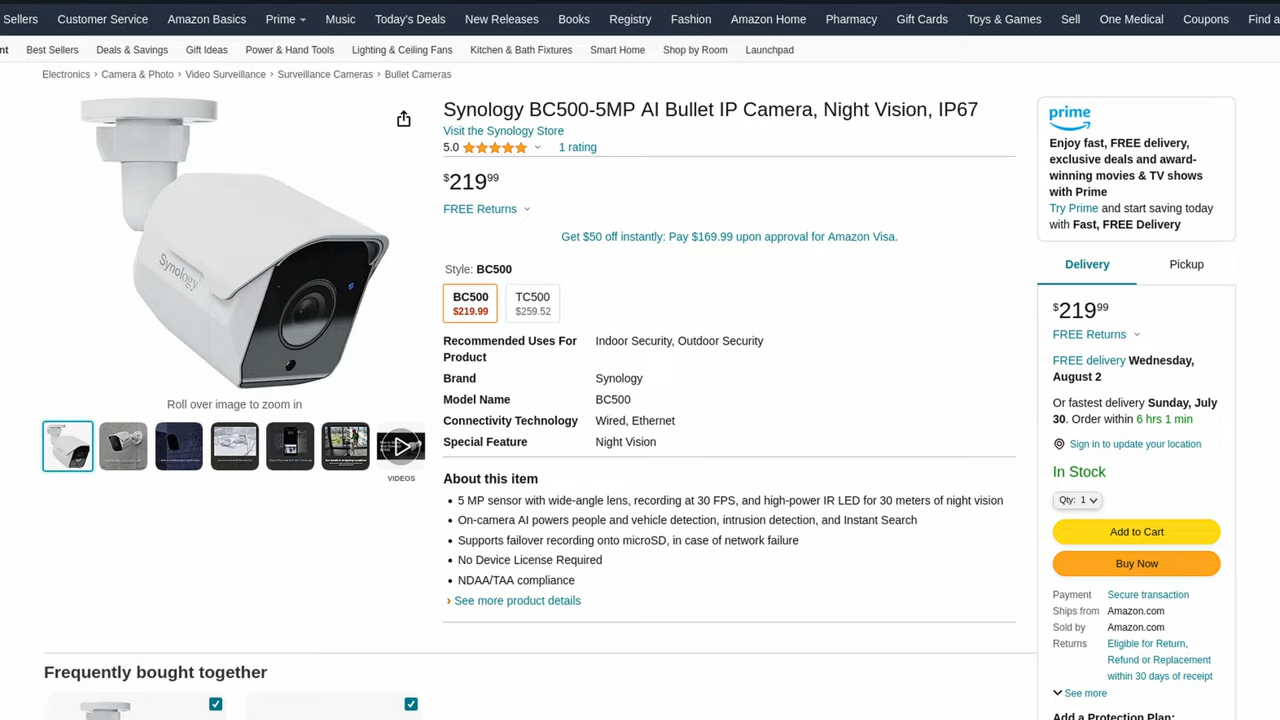 Sellers Customer Service Amazon Basics Prime Music Today's Deals New Releases Books Registry Fashion Amazon Home Pharmacy Gift Cards Toys & Games Sell One Medical Coupons Find a
nt Best Sellers Deals & Savings Gift Ideas Power & Hand Tools Lighting & Ceiling Fans Kitchen & Bath Fixtures Smart Home Shop by Room Launchpad
Electronics › Camera & Photo › Video Surveillance › Surveillance Cameras › Bullet Cameras
Synology
Roll over image to zoom in
VIDEOS
Synology BC500-5MP AI Bullet IP Camera, Night Vision, IP67
Visit the Synology Store
5.0 1 rating
$219.99
FREE Returns
Get $50 off instantly: Pay $169.99 upon approval for Amazon Visa.
Style: BC500
BC500 TC500
$219.99 $259.52
Recommended Uses For Product Indoor Security, Outdoor Security
Brand Synology
Model Name BC500
Connectivity Technology Wired, Ethernet
Special Feature Night Vision
About this item
• 5 MP sensor with wide-angle lens, recording at 30 FPS, and high-power IR LED for 30 meters of night vision
• On-camera AI powers people and vehicle detection, intrusion detection, and Instant Search
• Supports failover recording onto microSD, in case of network failure
• No Device License Required
• NDAA/TAA compliance
› See more product details
Frequently bought together
prime
Enjoy fast, FREE delivery,
exclusive deals and award-
winning movies & TV shows
with Prime
Try Prime and start saving today
with Fast, FREE Delivery
Delivery Pickup
$219.99
FREE Returns
FREE delivery Wednesday,
August 2
Or fastest delivery Sunday, July
30. Order within 6 hrs 1 min
Sign in to update your location
In Stock
Qty: 1
Add to Cart
Buy Now
Payment Secure transaction
Ships from Amazon.com
Sold by Amazon.com
Returns Eligible for Return,
Refund or Replacement
within 30 days of receipt
See more
Add a Protection Plan: